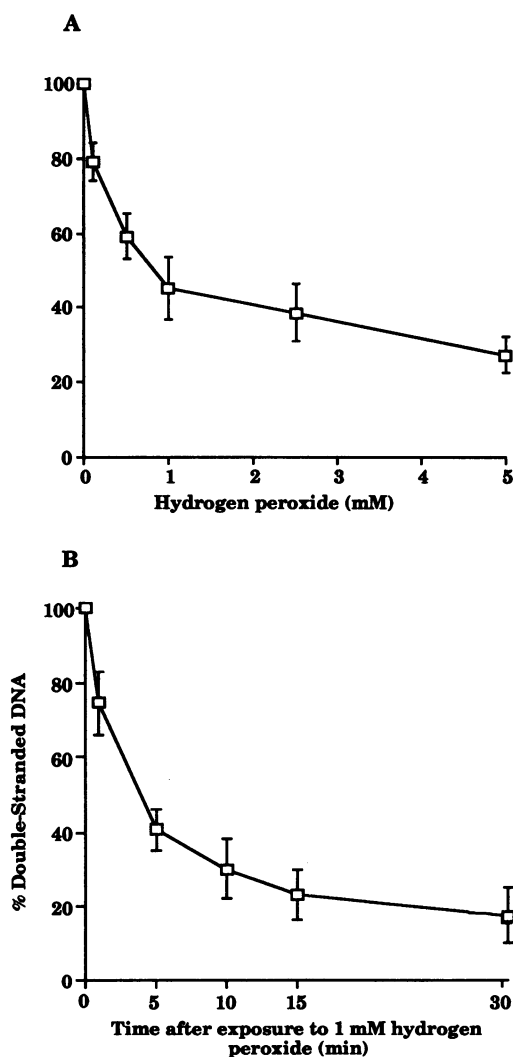 A
100
80
60
40
20
0
0 1 2 3 4 5
Hydrogen peroxide (mM)
B
% Double-Stranded DNA
100
80
60
40
20
0
0 5 10 15 30
Time after exposure to 1 mM hydrogen
peroxide (min)